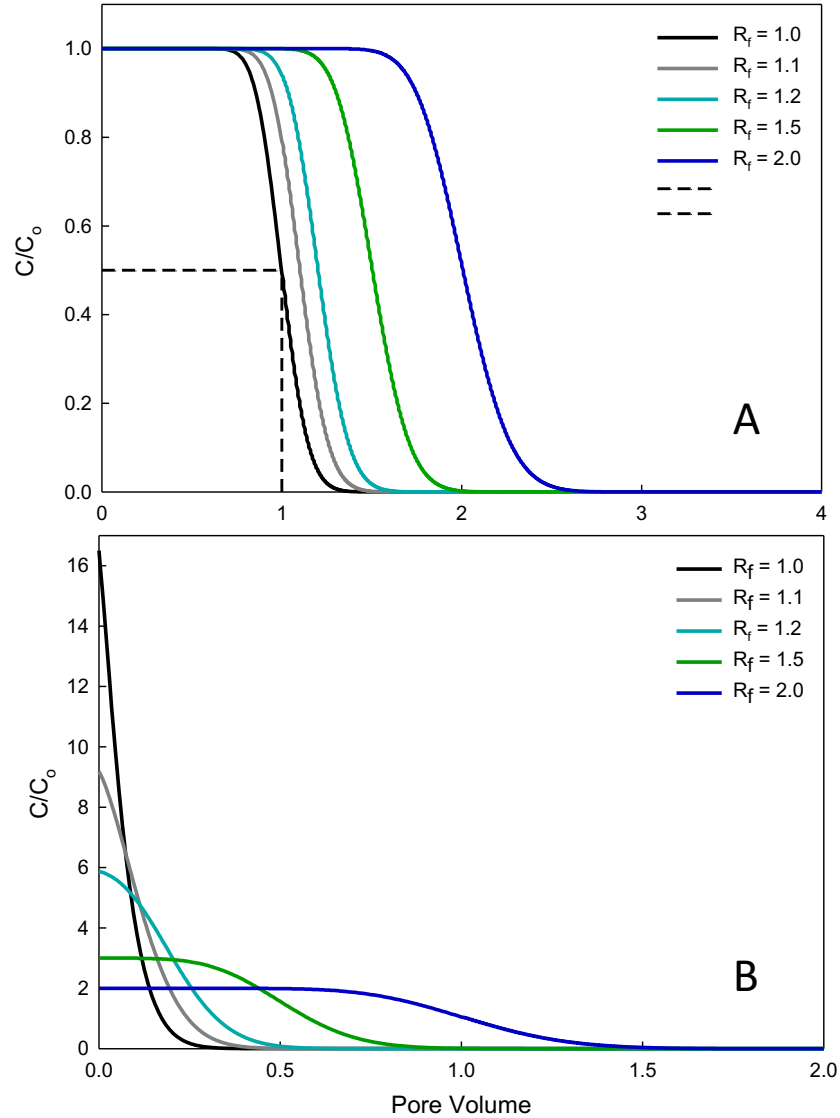 1.0
0.8
0.6
0.4
0.2
0.0
C/Co
Rf = 1.0
Rf = 1.1
Rf = 1.2
Rf = 1.5
Rf = 2.0
A
0 1 2 3 4
16
14
12
10
8
6
4
2
0
C/Co
Rf = 1.0
Rf = 1.1
Rf = 1.2
Rf = 1.5
Rf = 2.0
B
0.0 0.5 1.0 1.5 2.0
Pore Volume